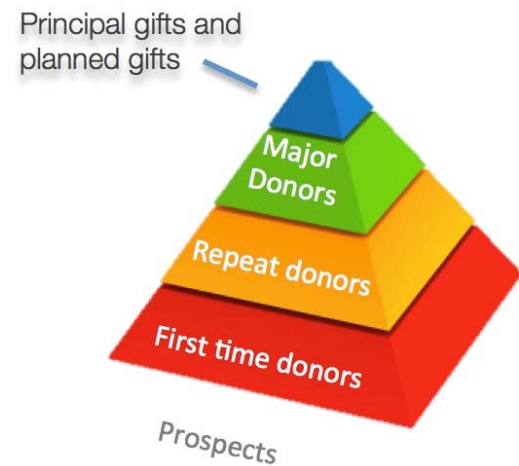 Principal gifts and
planned gifts
Major
Donors
Repeat donors
First time donors
Prospects